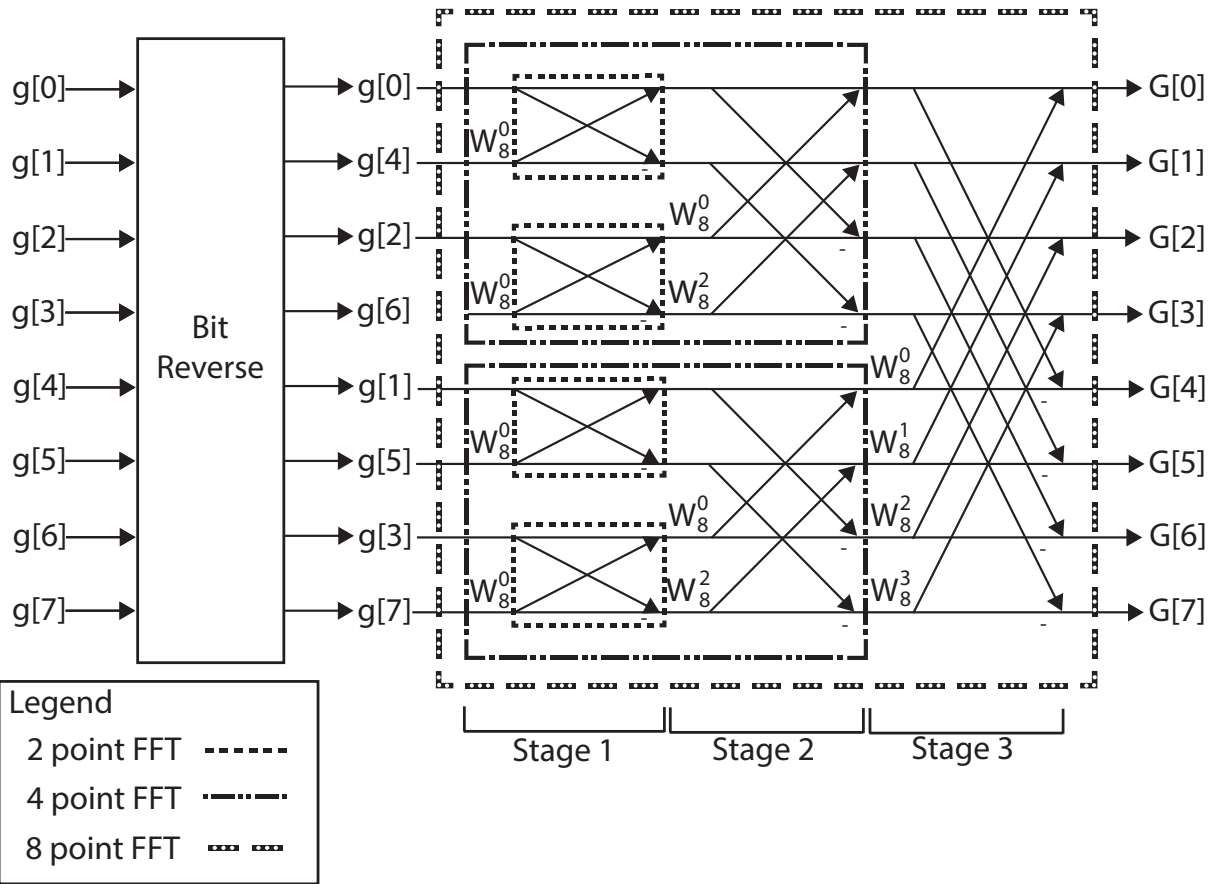 g[0]
g[1]
g[2]
g[3]
g[4]
g[5]
g[6]
g[7]
Bit
Reverse
g[0]
g[4]
g[2]
g[6]
g[1]
g[5]
g[3]
g[7]
W₈⁰
W₈⁰
W₈⁰
W₈⁰
-
-
-
-
W₈⁰
W₈²
W₈⁰
W₈²
-
-
-
-
W₈⁰
W₈¹
W₈²
W₈³
-
-
-
-
G[0]
G[1]
G[2]
G[3]
G[4]
G[5]
G[6]
G[7]
Stage 1
Stage 2
Stage 3
Legend
2 point FFT
4 point FFT
8 point FFT